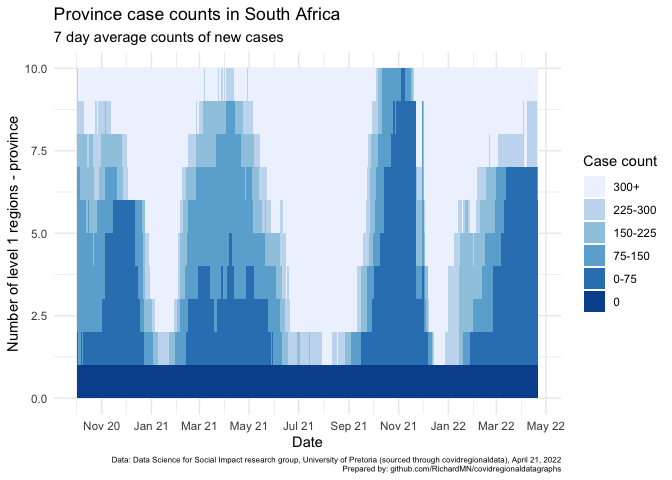 Province case counts in South Africa
7 day average counts of new cases
Number of level 1 regions - province
10.0
7.5
5.0
2.5
0.0
Nov 20
Jan 21
Mar 21
May 21
Jul 21
Sep 21
Nov 21
Jan 22
Mar 22
May 22
Date
Case count
300+
225-300
150-225
75-150
0-75
0
Data: Data Science for Social Impact research group, University of Pretoria (sourced through covidregionaldata), April 21, 2022
Prepared by: github.com/RichardMN/covidregionaldatagraphs